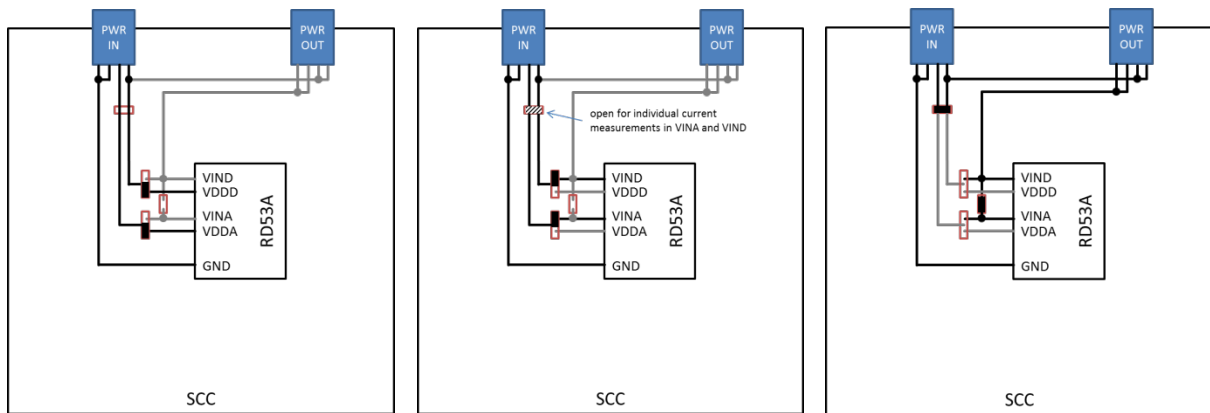 PWR
IN
PWR
OUT
VIND
VDDD
VINA
VDDA
GND
RD53A
SCC
PWR
IN
PWR
OUT
open for individual current
measurements in VINA and VIND
VIND
VDDD
VINA
VDDA
GND
RD53A
SCC
PWR
IN
PWR
OUT
VIND
VDDD
VINA
VDDA
GND
RD53A
SCC